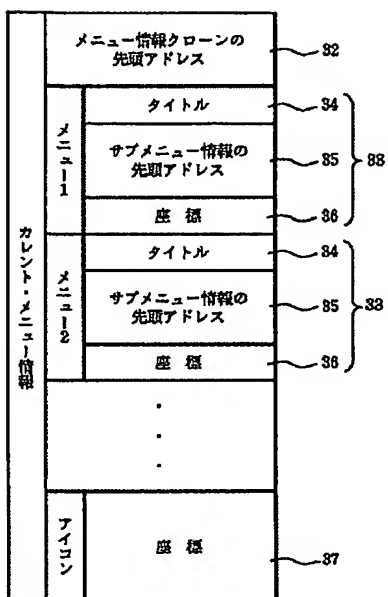 メニュー情報クローンの
先頭アドレス
32
カレント・メニュー情報
メニュー1
タイトル
34
サブメニュー情報の
先頭アドレス
35
33
座標
36
メニュー2
タイトル
34
サブメニュー情報の
先頭アドレス
35
33
座標
36
・
・
・
アイコン
座標
37